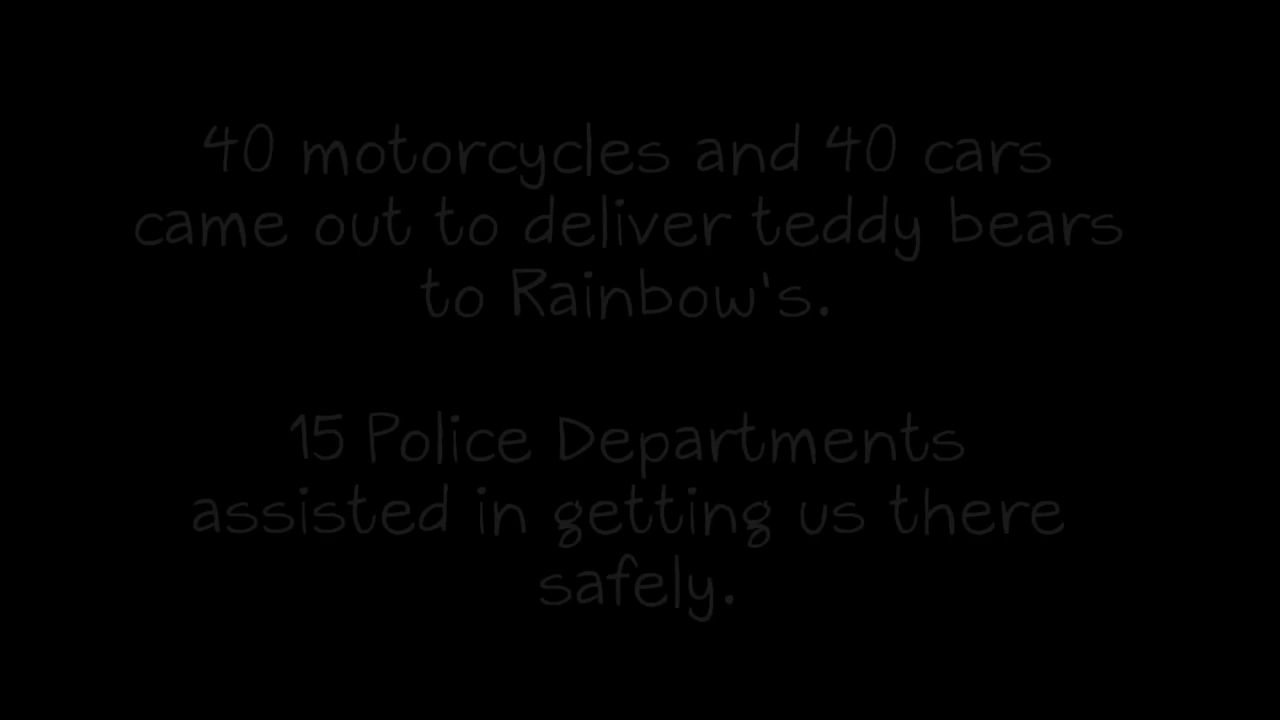 40 motorcycles and 40 cars
came out to deliver teddy bears
to Rainbow's.
15 Police Departments
assisted in getting us there
safely.